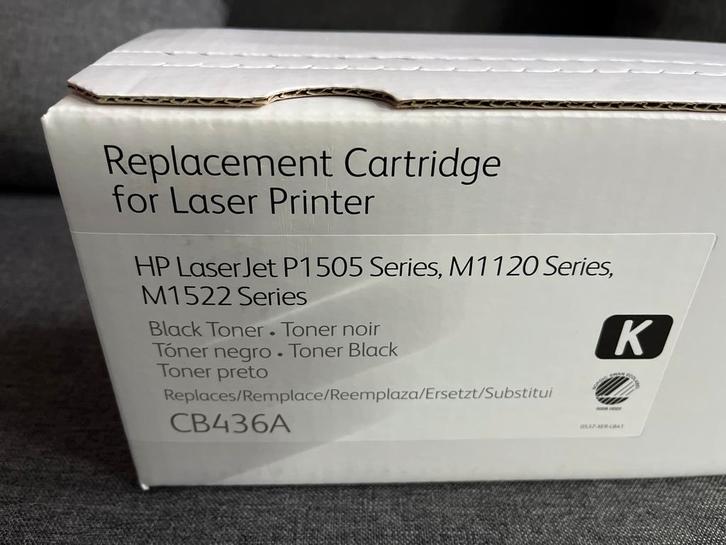 Replacement Cartridge
for Laser Printer
HP LaserJet P1505 Series, M1120 Series,
M1522 Series
Black Toner • Toner noir
Tóner negro • Toner Black
Toner preto
Replaces/Remplace/Reemplaza/Ersetzt/Substitui
CB436A
K